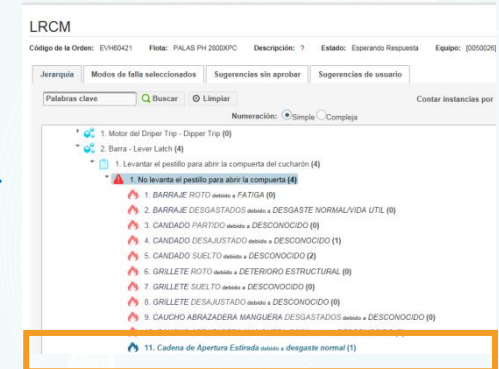 LRCM
Código de la Orden: EVH60421 Flota: PALAS PH 2800XPC Descripción: ? Estado: Esperando Respuesta Equipo: [0050026]
Jerarquía Modos de falla seleccionados Sugerencias sin aprobar Sugerencias de usuario
Palabras clave Buscar Limpiar Contar instancias por
Numeración: Simple Compleja
1. Motor del Driper Trip - Dipper Trip (0)
2. Barra - Lever Latch (4)
1. Levantar el pestillo para abrir la compuerta del cucharón (4)
1. No levanta el pestillo para abrir la compuerta (4)
1. BARRAJE ROTO debido a FATIGA (0)
2. BARRAJE DESGASTADOS debido a DESGASTE NORMAL/VIDA UTIL (0)
3. CANDADO PARTIDO debido a DESCONOCIDO (0)
4. CANDADO DESAJUSTADO debido a DESCONOCIDO (1)
5. CANDADO SUELTO debido a DESCONOCIDO (2)
6. GRILLETE ROTO debido a DETERIORO ESTRUCTURAL (0)
7. GRILLETE SUELTO debido a DESCONOCIDO (0)
8. GRILLETE DESAJUSTADO debido a DESCONOCIDO (0)
9. CAUCHO ABRAZADERA MANGUERA DESGASTADOS debido a DESCONOCIDO (0)
11. Cadena de Apertura Estirada debido a desgaste normal (1)